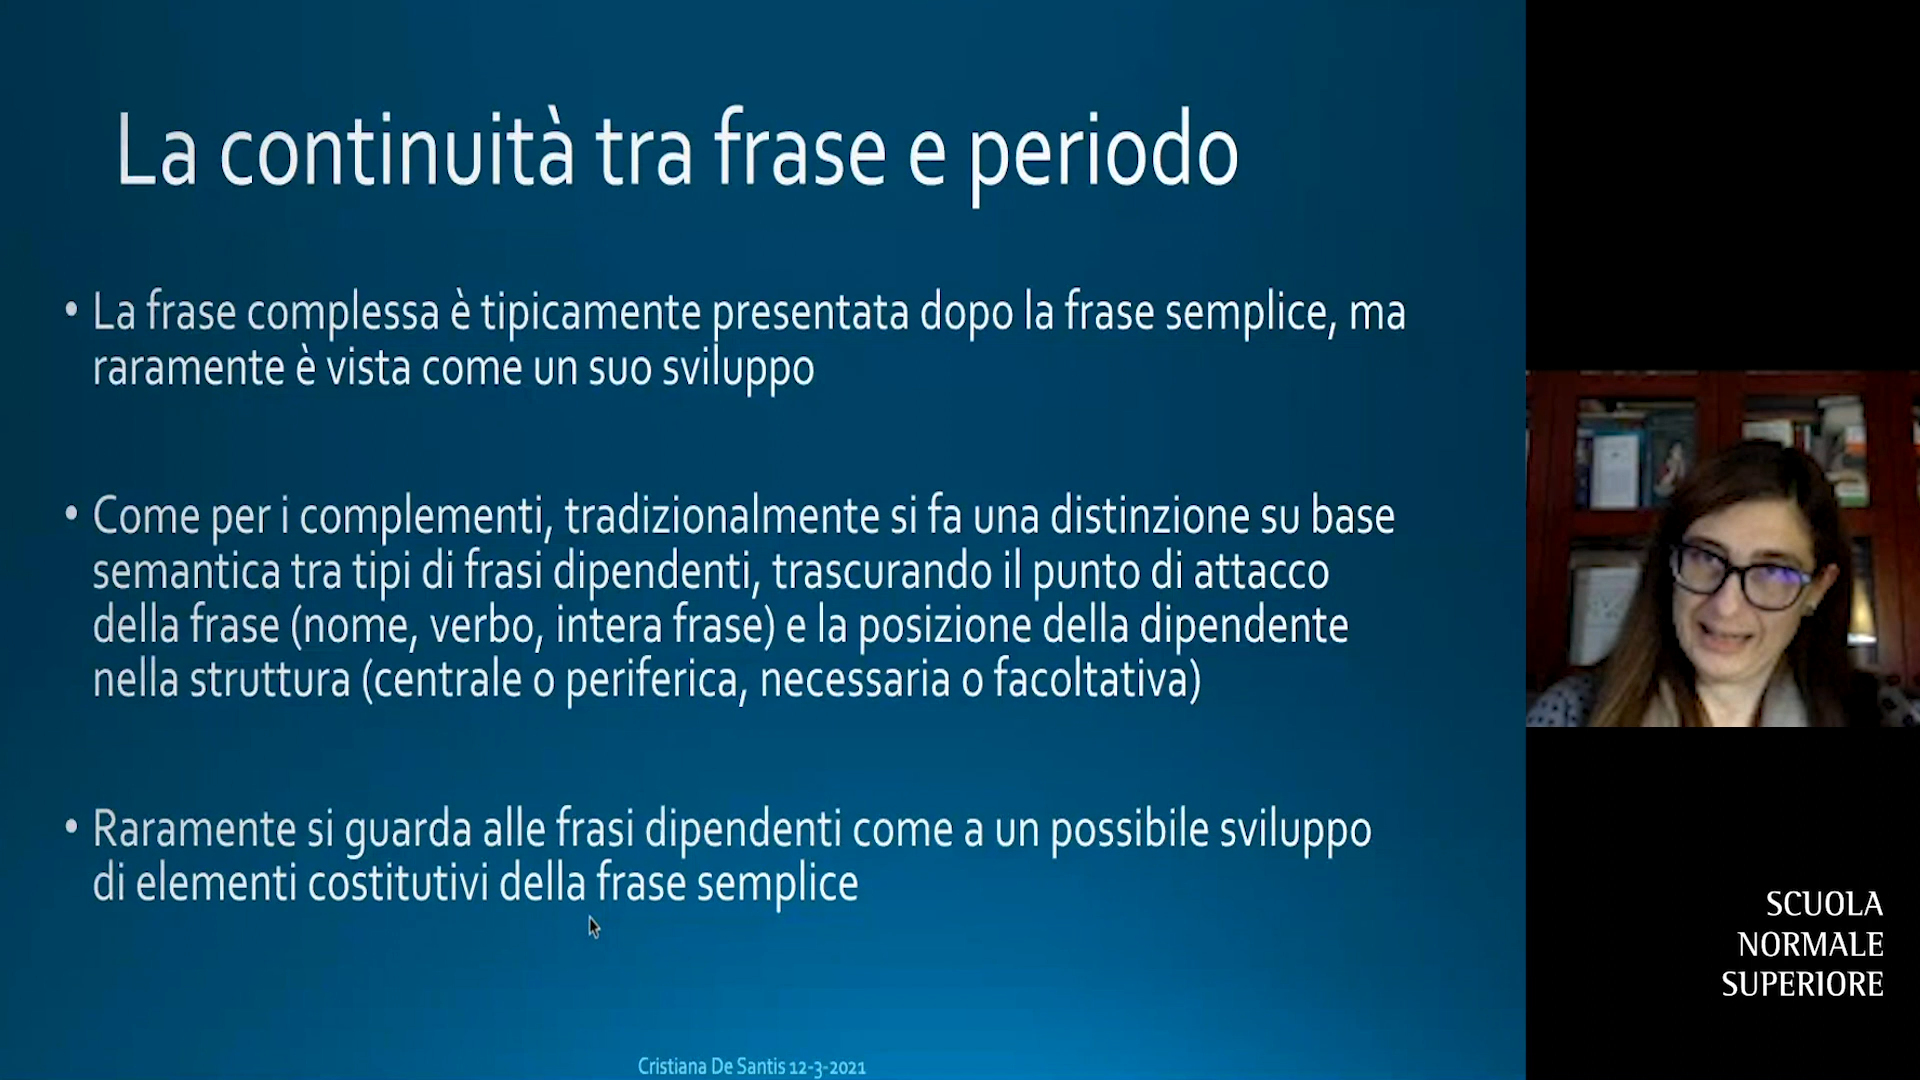 La continuità tra frase e periodo
• La frase complessa è tipicamente presentata dopo la frase semplice, ma
raramente è vista come un suo sviluppo
• Come per i complementi, tradizionalmente si fa una distinzione su base
semantica tra tipi di frasi dipendenti, trascurando il punto di attacco
della frase (nome, verbo, intera frase) e la posizione della dipendente
nella struttura (centrale o periferica, necessaria o facoltativa)
• Raramente si guarda alle frasi dipendenti come a un possibile sviluppo
di elementi costitutivi della frase semplice
Cristiana De Santis 12-3-2021
SCUOLA
NORMALE
SUPERIORE